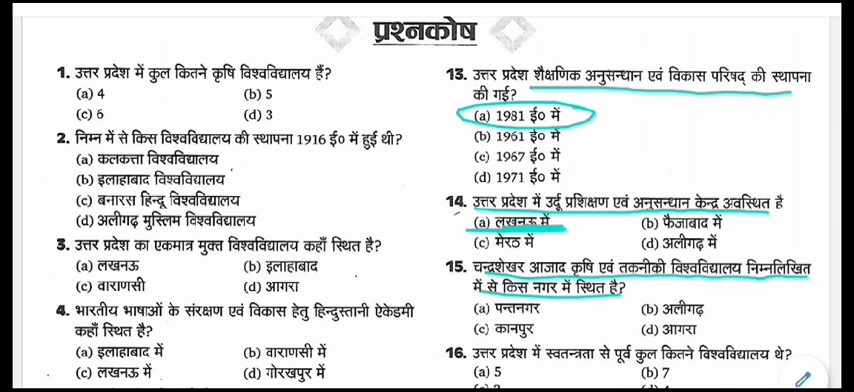 प्रश्नकोष
1. उत्तर प्रदेश में कुल कितने कृषि विश्वविद्यालय हैं?
(a) 4 (b) 5
(c) 6 (d) 3
2. निम्न में से किस विश्वविद्यालय की स्थापना 1916 ई० में हुई थी?
(a) कलकत्ता विश्वविद्यालय
(b) इलाहाबाद विश्वविद्यालय
(c) बनारस हिन्दू विश्वविद्यालय
(d) अलीगढ़ मुस्लिम विश्वविद्यालय
3. उत्तर प्रदेश का एकमात्र मुक्त विश्वविद्यालय कहाँ स्थित है?
(a) लखनऊ (b) इलाहाबाद
(c) वाराणसी (d) आगरा
4. भारतीय भाषाओं के संरक्षण एवं विकास हेतु हिन्दुस्तानी ऐकेडमी
कहाँ स्थित है?
(a) इलाहाबाद में (b) वाराणसी में
(c) लखनऊ में (d) गोरखपुर में
13. उत्तर प्रदेश शैक्षणिक अनुसन्धान एवं विकास परिषद् की स्थापना
की गई?
(a) 1981 ई० में
(b) 1961 ई० में
(c) 1967 ई० में
(d) 1971 ई० में
14. उत्तर प्रदेश में उर्दू प्रशिक्षण एवं अनुसन्धान केन्द्र अवस्थित है
(a) लखनऊ में (b) फैजाबाद में
(c) मेरठ में (d) अलीगढ़ में
15. चन्द्रशेखर आजाद कृषि एवं तकनीकी विश्वविद्यालय निम्नलिखित
में से किस नगर में स्थित है?
(a) पन्तनगर (b) अलीगढ़
(c) कानपुर (d) आगरा
16. उत्तर प्रदेश में स्वतन्त्रता से पूर्व कुल कितने विश्वविद्यालय थे?
(a) 5 (b) 7